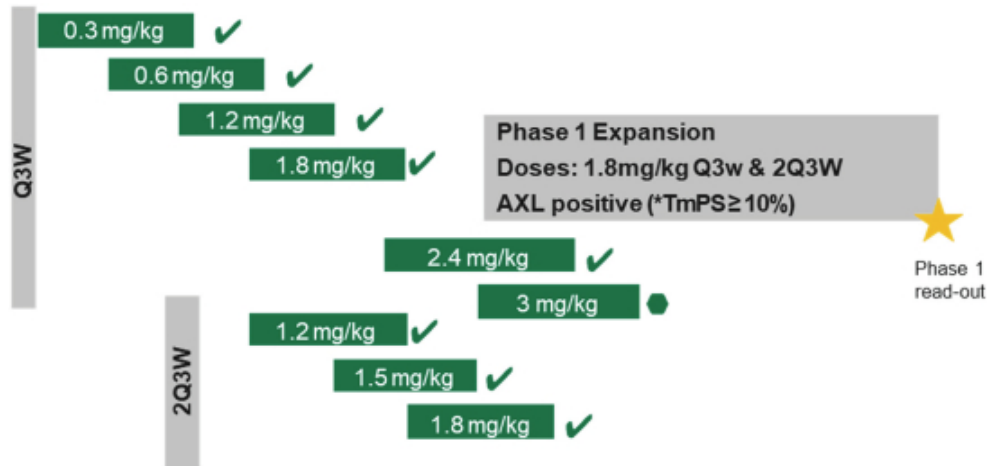 Q3W
0.3 mg/kg
0.6 mg/kg
1.2 mg/kg
1.8 mg/kg
Phase 1 Expansion
Doses: 1.8mg/kg Q3w & 2Q3W
AXL positive (*TmPS≥10%)
2.4 mg/kg
3 mg/kg
Phase 1
read-out
2Q3W
1.2 mg/kg
1.5 mg/kg
1.8 mg/kg